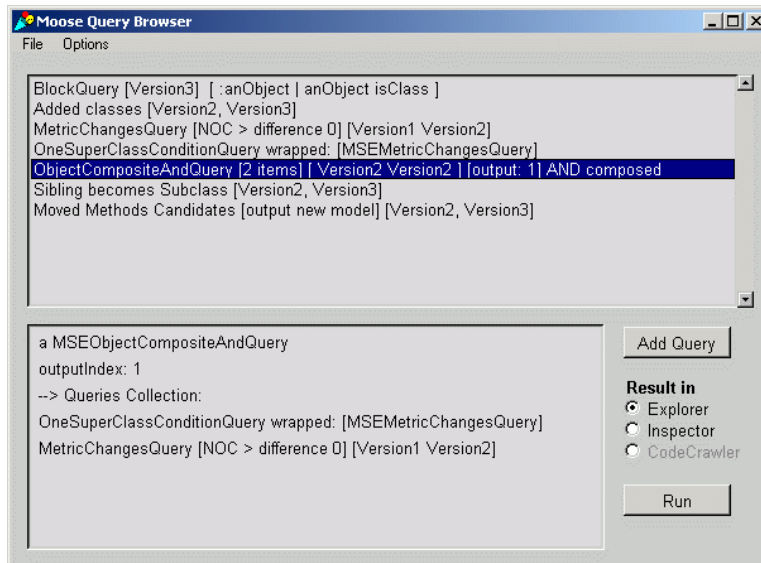 Moose Query Browser
File Options
BlockQuery [Version3] [ :anObject | anObject isClass ]
Added classes [Version2, Version3]
MetricChangesQuery [NOC > difference 0] [Version1 Version2]
OneSuperClassConditionQuery wrapped: [MSEMetricChangesQuery]
ObjectCompositeAndQuery [2 items] [ Version2 Version2 ] [output: 1] AND composed
Sibling becomes Subclass [Version2, Version3]
Moved Methods Candidates [output new model] [Version2, Version3]
a MSEObjectCompositeAndQuery
outputIndex: 1
--> Queries Collection:
OneSuperClassConditionQuery wrapped: [MSEMetricChangesQuery]
MetricChangesQuery [NOC > difference 0] [Version1 Version2]
Add Query
Result in
Explorer
Inspector
CodeCrawler
Run